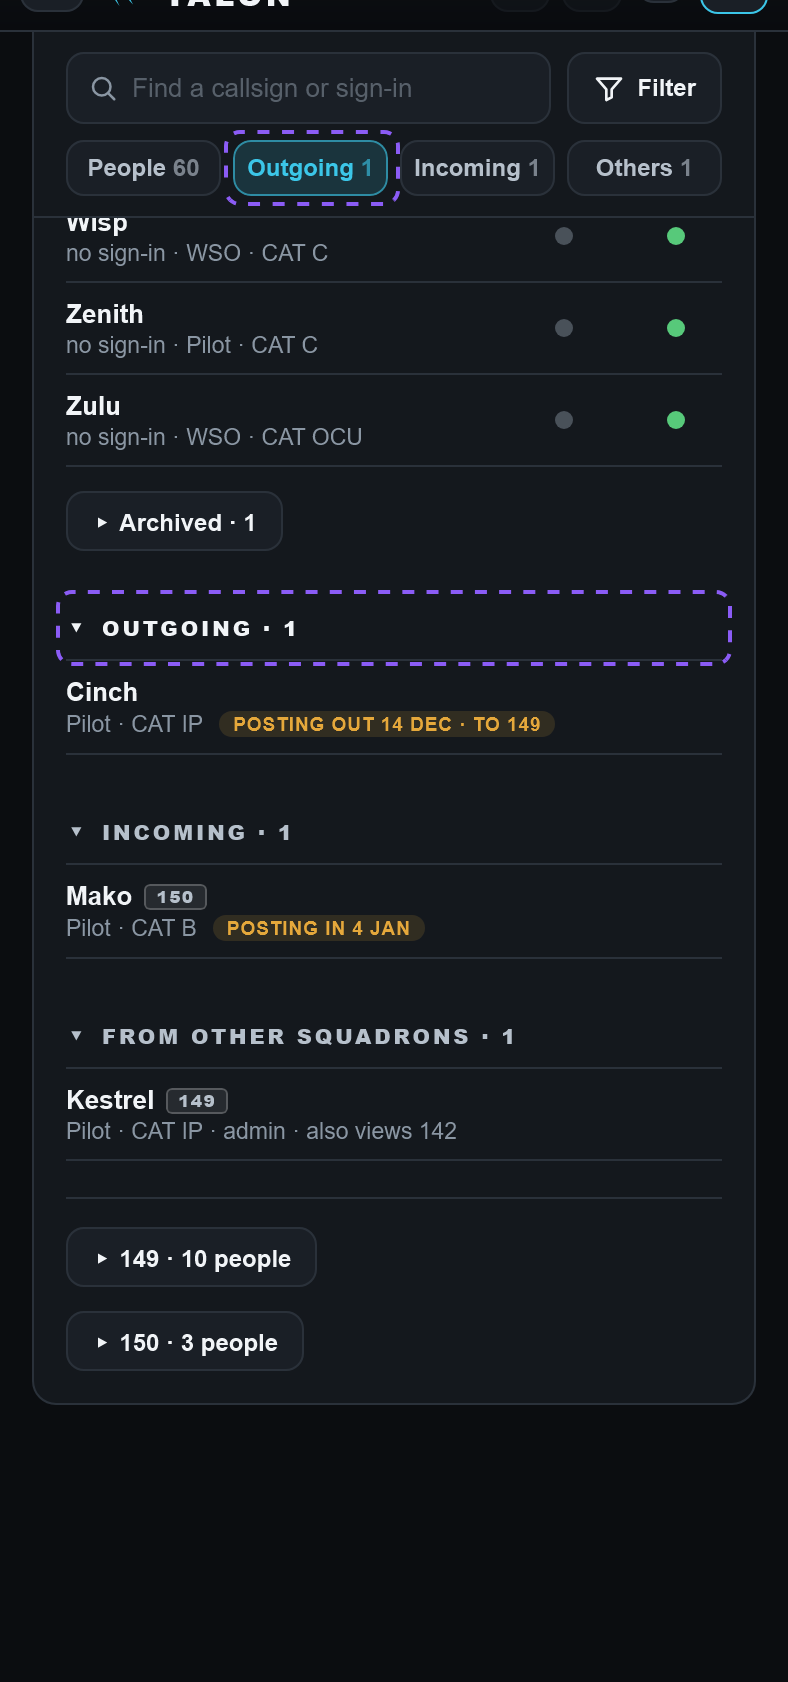 TALON
Find a callsign or sign-in
Filter
People 60
Outgoing 1
Incoming 1
Others 1
Wisp
no sign-in · WSO · CAT C
Zenith
no sign-in · Pilot · CAT C
Zulu
no sign-in · WSO · CAT OCU
▸ Archived · 1
▾ OUTGOING · 1
Cinch
Pilot · CAT IP POSTING OUT 14 DEC · TO 149
▾ INCOMING · 1
Mako 150
Pilot · CAT B POSTING IN 4 JAN
▾ FROM OTHER SQUADRONS · 1
Kestrel 149
Pilot · CAT IP · admin · also views 142
▸ 149 · 10 people
▸ 150 · 3 people